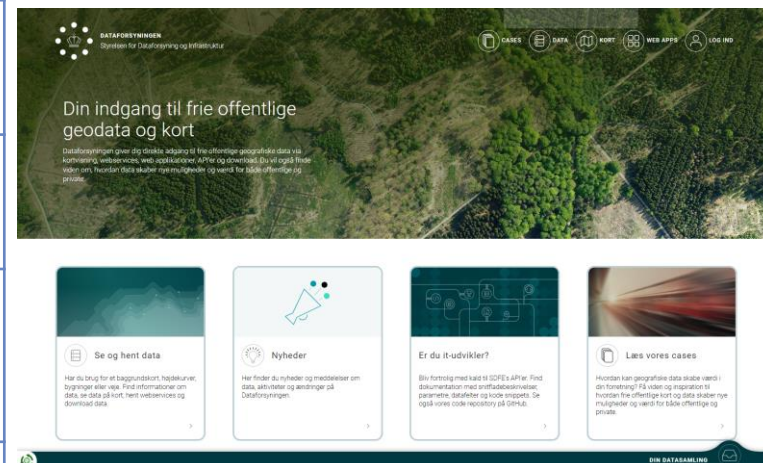 DATAFORSYNINGEN
Styrelsen for Dataforsyning og Infrastruktur
CASES
DATA
KORT
WEB APPS
LOG IND
Din indgang til frie offentlige
geodata og kort
Dataforsyningen giver dig direkte adgang til frie offentlige geografiske data via
kortvisning, webservices, web applikationer, API'er og download. Du vil også finde
viden om, hvordan data skaber nye muligheder og værdi for både offentlige og
private.
Se og hent data
Har du brug for et baggrundskort, højdekurver,
bygninger eller veje. Find informationer om
data, se data på kort, hent webservices og
download data.
Nyheder
Her finder du nyheder og meddelelser om
data, aktiviteter og ændringer på
Dataforsyningen.
Er du it-udvikler?
Bliv fortrolig med kald til SDFE's API'er. Find
dokumentation med snitfladebeskrivelser,
parametre, datafelter og kode snippets. Se
også vores code repository på GitHub.
Læs vores cases
Hvordan kan geografiske data skabe værdi i
din forretning? Få viden og inspiration til
hvordan frie offentlige kort og data skaber nye
muligheder og værdi for både offentlige og
private.
DIN DATASAMLING